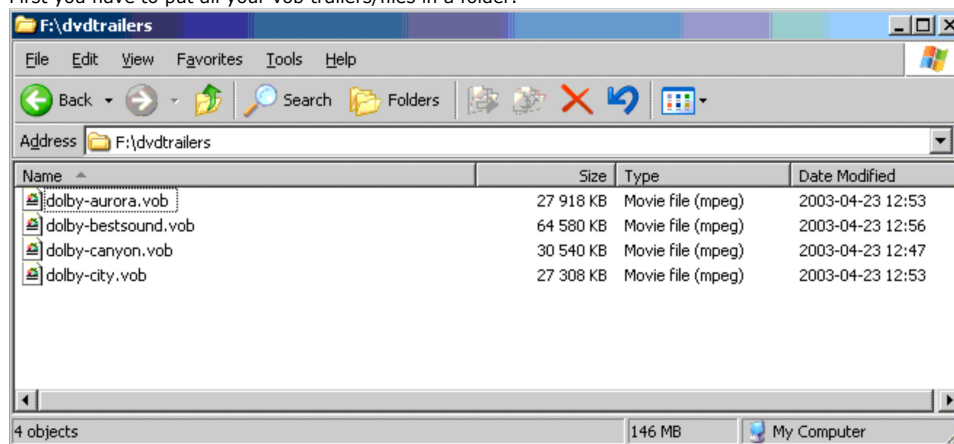 First you have to put all your vob trailers/files in a folder.
F:\dvdtrailers
File Edit View Favorites Tools Help
Back Search Folders
Address F:\dvdtrailers
Name Size Type Date Modified
dolby-aurora.vob 27 918 KB Movie file (mpeg) 2003-04-23 12:53
dolby-bestsound.vob 64 580 KB Movie file (mpeg) 2003-04-23 12:56
dolby-canyon.vob 30 540 KB Movie file (mpeg) 2003-04-23 12:47
dolby-city.vob 27 308 KB Movie file (mpeg) 2003-04-23 12:53
4 objects 146 MB My Computer